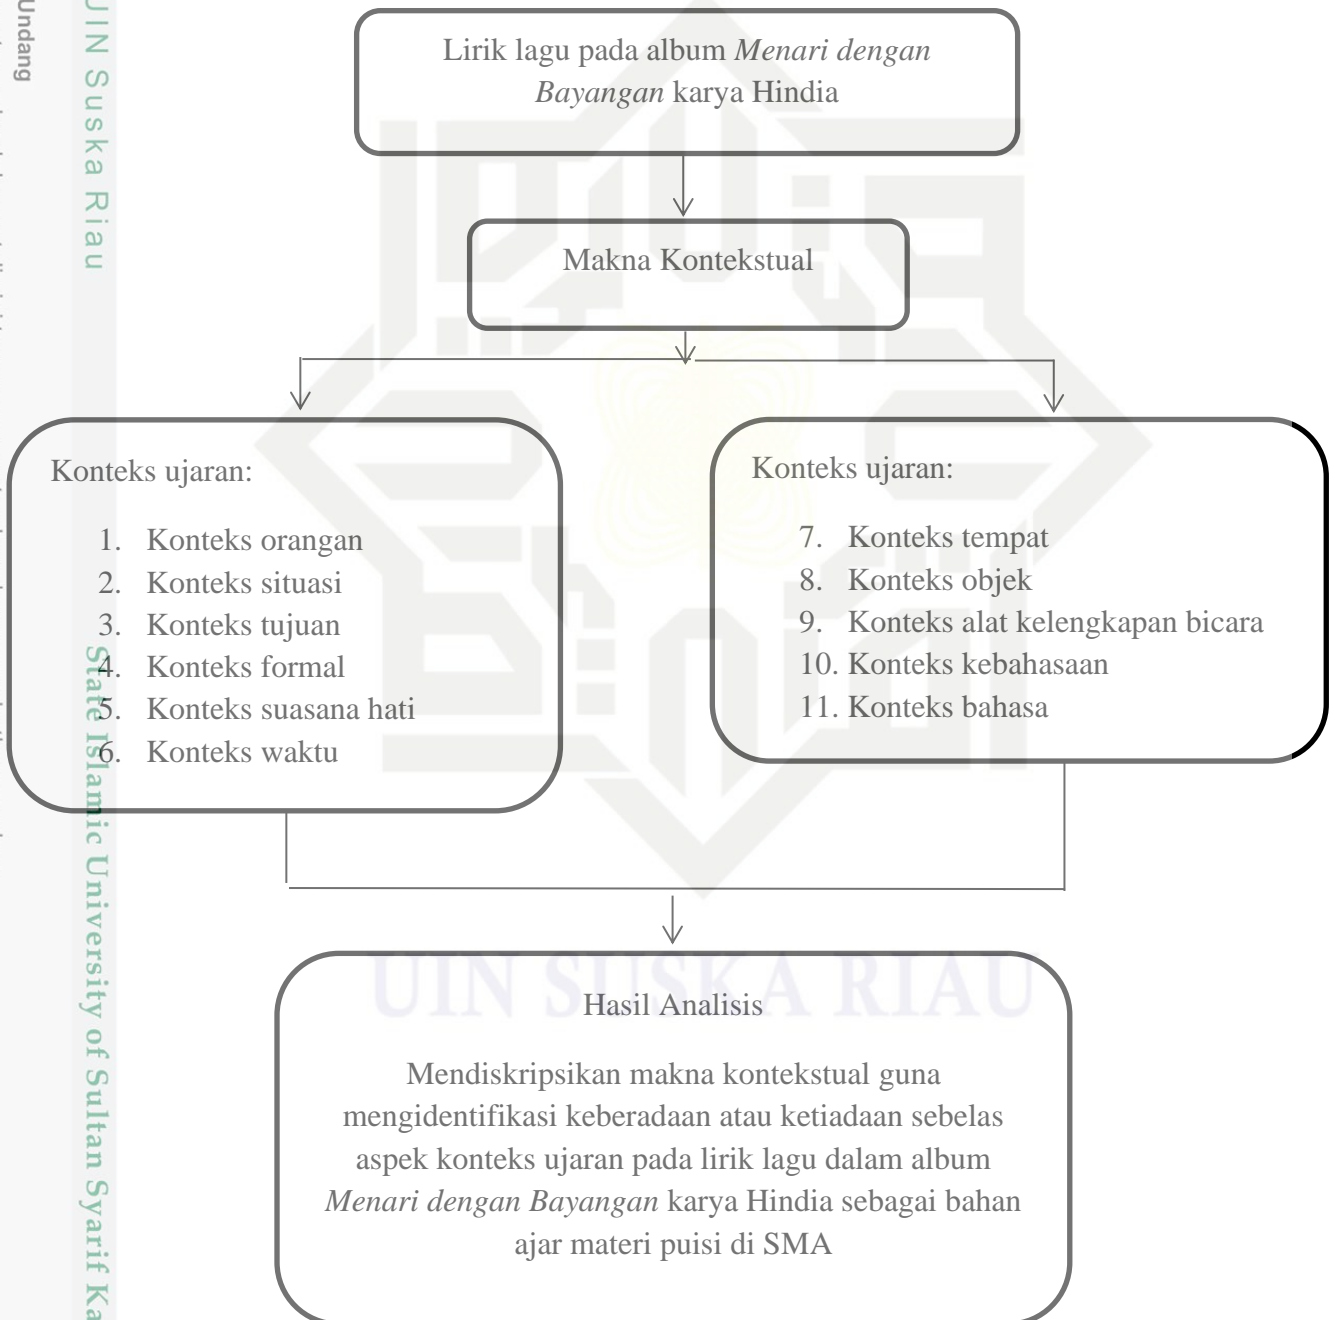 Lirik lagu pada album Menari dengan
Bayangan karya Hindia
Makna Kontekstual
Konteks ujaran:
1. Konteks orangan
2. Konteks situasi
3. Konteks tujuan
4. Konteks formal
5. Konteks suasana hati
6. Konteks waktu
Konteks ujaran:
7. Konteks tempat
8. Konteks objek
9. Konteks alat kelengkapan bicara
10. Konteks kebahasaan
11. Konteks bahasa
Hasil Analisis
Mendiskripsikan makna kontekstual guna
mengidentifikasi keberadaan atau ketiadaan sebelas
aspek konteks ujaran pada lirik lagu dalam album
Menari dengan Bayangan karya Hindia sebagai bahan
ajar materi puisi di SMA
UIN SUSKA RIAU
UIN Suska Riau
State Islamic University of Sultan Syarif Ka
Undang